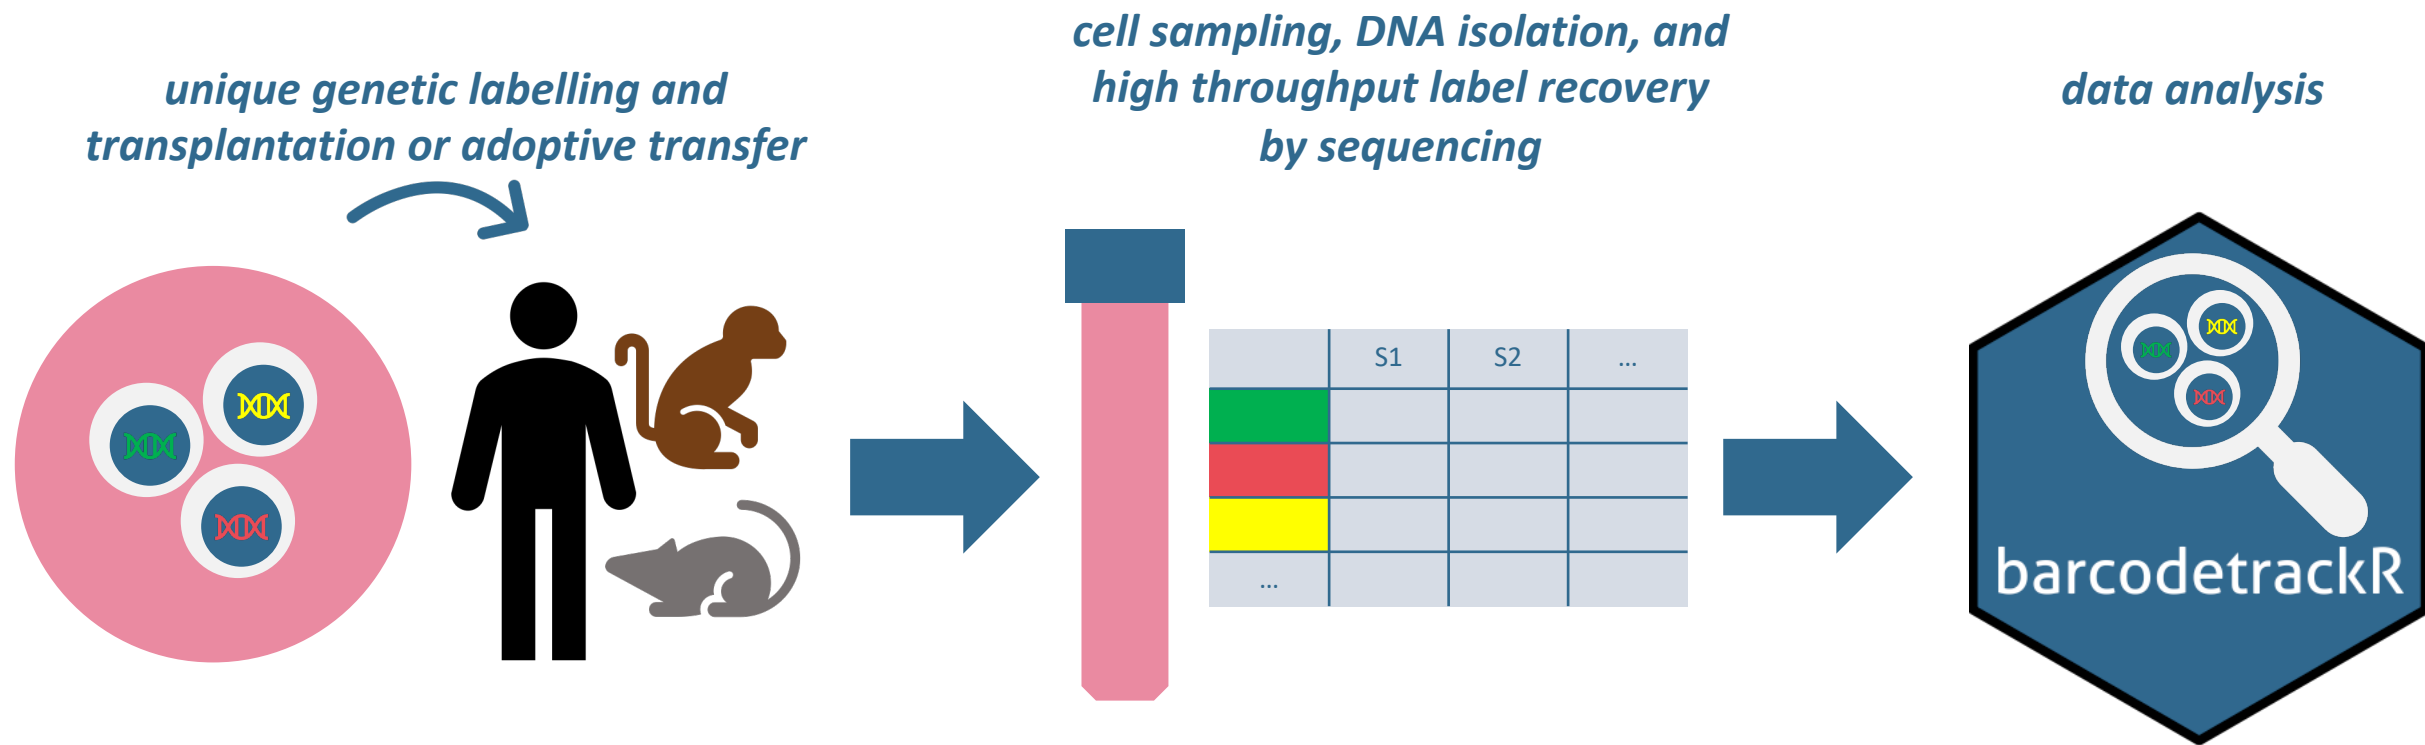 unique genetic labelling and
transplantation or adoptive transfer
cell sampling, DNA isolation, and
high throughput label recovery
by sequencing
data analysis
S1 S2 ...
...
barcodetrackR